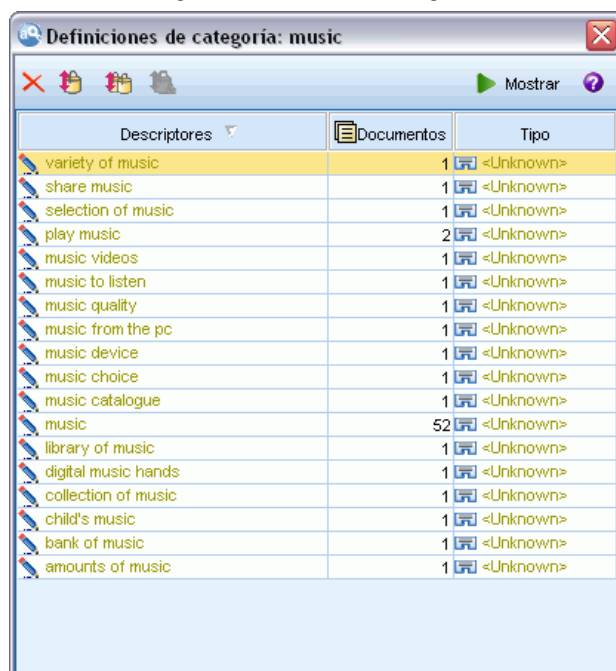 Definiciones de categoría: music
Mostrar
Descriptores Documentos Tipo
variety of music 1 <Unknown>
share music 1 <Unknown>
selection of music 1 <Unknown>
play music 2 <Unknown>
music videos 1 <Unknown>
music to listen 1 <Unknown>
music quality 1 <Unknown>
music from the pc 1 <Unknown>
music device 1 <Unknown>
music choice 1 <Unknown>
music catalogue 1 <Unknown>
music 52 <Unknown>
library of music 1 <Unknown>
digital music hands 1 <Unknown>
collection of music 1 <Unknown>
child's music 1 <Unknown>
bank of music 1 <Unknown>
amounts of music 1 <Unknown>